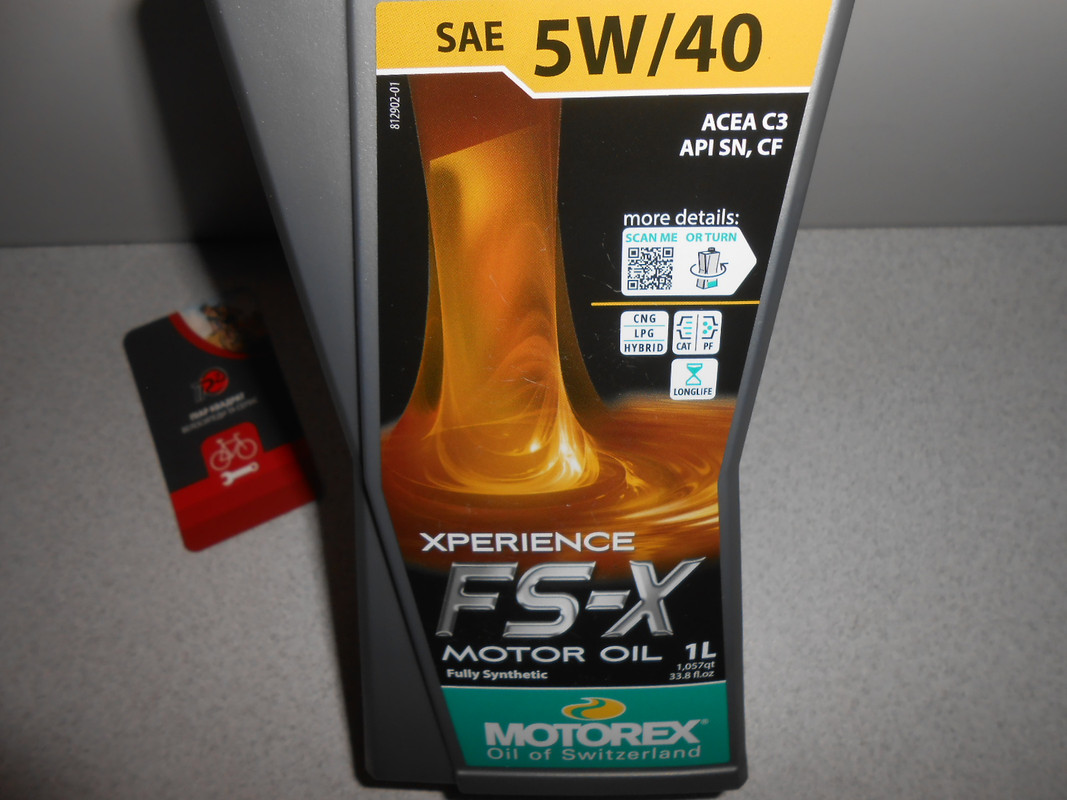 SAE 5W/40
812902-01
ACEA C3
API SN, CF
more details:
SCAN ME OR TURN
CNG
LPG
HYBRID
CAT PF
LONGLIFE
XPERIENCE
FS-X
MOTOR OIL 1L
1,057qt
Fully Synthetic 33.8 fl.oz
MOTOREX®
Oil of Switzerland